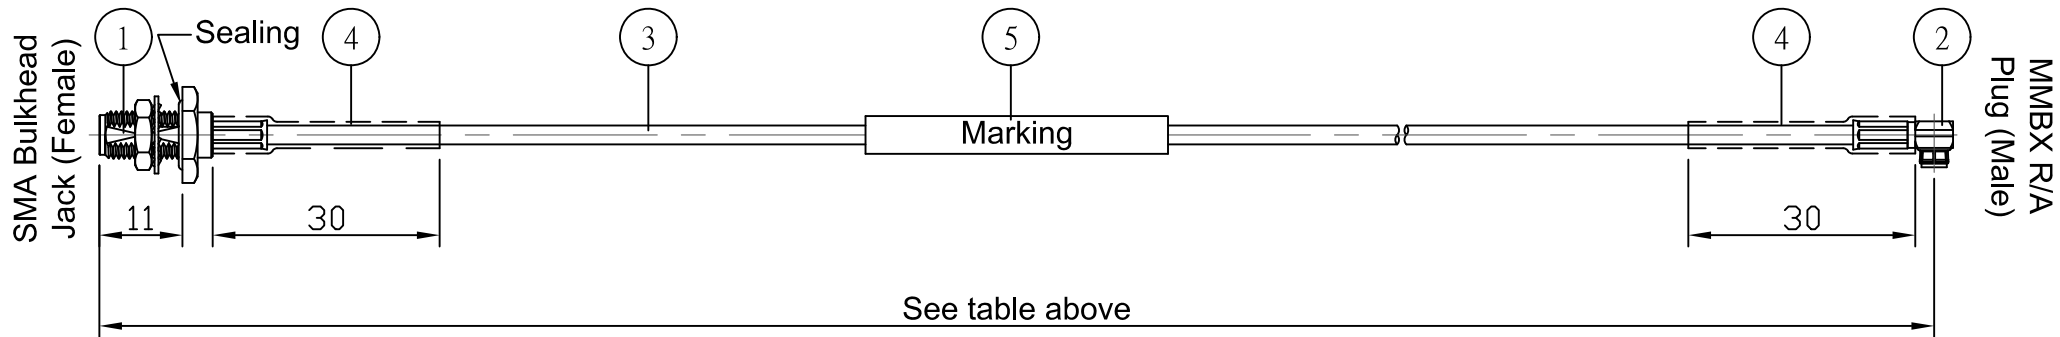 SMA Bulkhead
Jack (Female)
1
Sealing
4
3
5
4
2
MMBX R/A
Plug (Male)
Marking
11
30
30
See table above